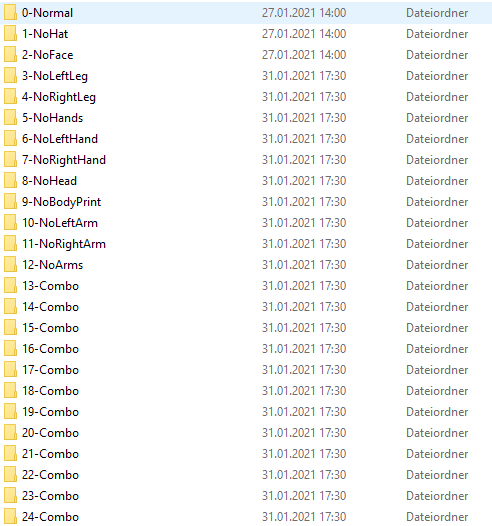 0-Normal 27.01.2021 14:00 Dateiordner
1-NoHat 27.01.2021 14:00 Dateiordner
2-NoFace 27.01.2021 14:00 Dateiordner
3-NoLeftLeg 31.01.2021 17:30 Dateiordner
4-NoRightLeg 31.01.2021 17:30 Dateiordner
5-NoHands 31.01.2021 17:30 Dateiordner
6-NoLeftHand 31.01.2021 17:30 Dateiordner
7-NoRightHand 31.01.2021 17:30 Dateiordner
8-NoHead 31.01.2021 17:30 Dateiordner
9-NoBodyPrint 31.01.2021 17:30 Dateiordner
10-NoLeftArm 31.01.2021 17:30 Dateiordner
11-NoRightArm 31.01.2021 17:30 Dateiordner
12-NoArms 31.01.2021 17:30 Dateiordner
13-Combo 31.01.2021 17:30 Dateiordner
14-Combo 31.01.2021 17:30 Dateiordner
15-Combo 31.01.2021 17:30 Dateiordner
16-Combo 31.01.2021 17:30 Dateiordner
17-Combo 31.01.2021 17:30 Dateiordner
18-Combo 31.01.2021 17:30 Dateiordner
19-Combo 31.01.2021 17:30 Dateiordner
20-Combo 31.01.2021 17:30 Dateiordner
21-Combo 31.01.2021 17:30 Dateiordner
22-Combo 31.01.2021 17:30 Dateiordner
23-Combo 31.01.2021 17:30 Dateiordner
24-Combo 31.01.2021 17:30 Dateiordner